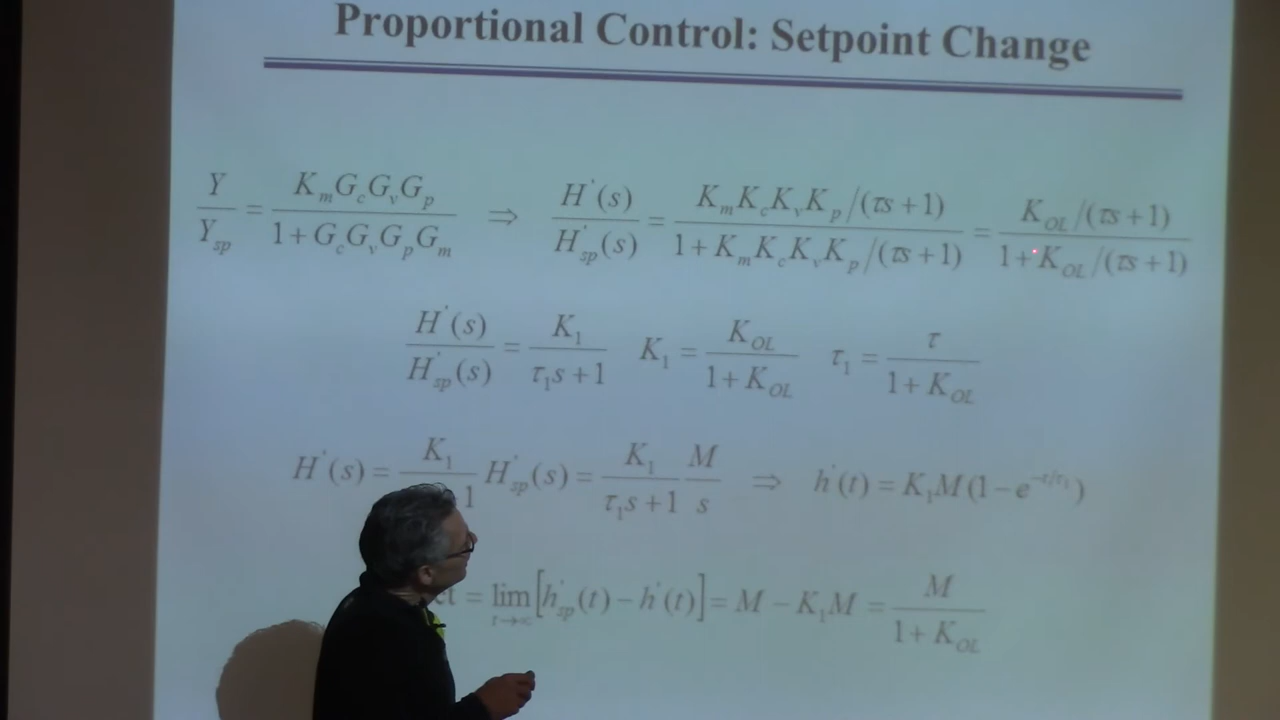 Proportional Control: Setpoint Change
Y/Y_sp = K_m G_c G_v G_p / (1 + G_c G_v G_p G_m) ⇒ H'(s)/H'_sp(s) = (K_m K_c K_v K_p /(τs + 1)) / (1 + K_m K_c K_v K_p /(τs + 1)) = (K_OL /(τs + 1)) / (1 + K_OL /(τs + 1))
H'(s)/H'_sp(s) = K_1/(τ_1 s + 1) K_1 = K_OL/(1 + K_OL) τ_1 = τ/(1 + K_OL)
H'(s) = K_1/1 H'_sp(s) = K_1/(τ_1 s + 1) M/s ⇒ h'(t) = K_1 M(1 − e^(−t/τ_1))
= lim_(t→∞) [h'_sp(t) − h'(t)] = M − K_1 M = M/(1 + K_OL)